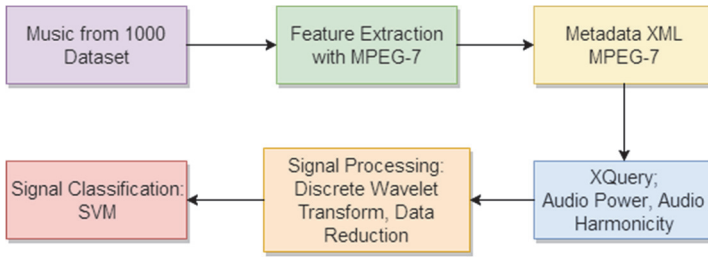 Music from 1000
Dataset
Feature Extraction
with MPEG-7
Metadata XML
MPEG-7
XQuery;
Audio Power, Audio
Harmonicity
Signal Processing:
Discrete Wavelet
Transform, Data
Reduction
Signal Classification:
SVM